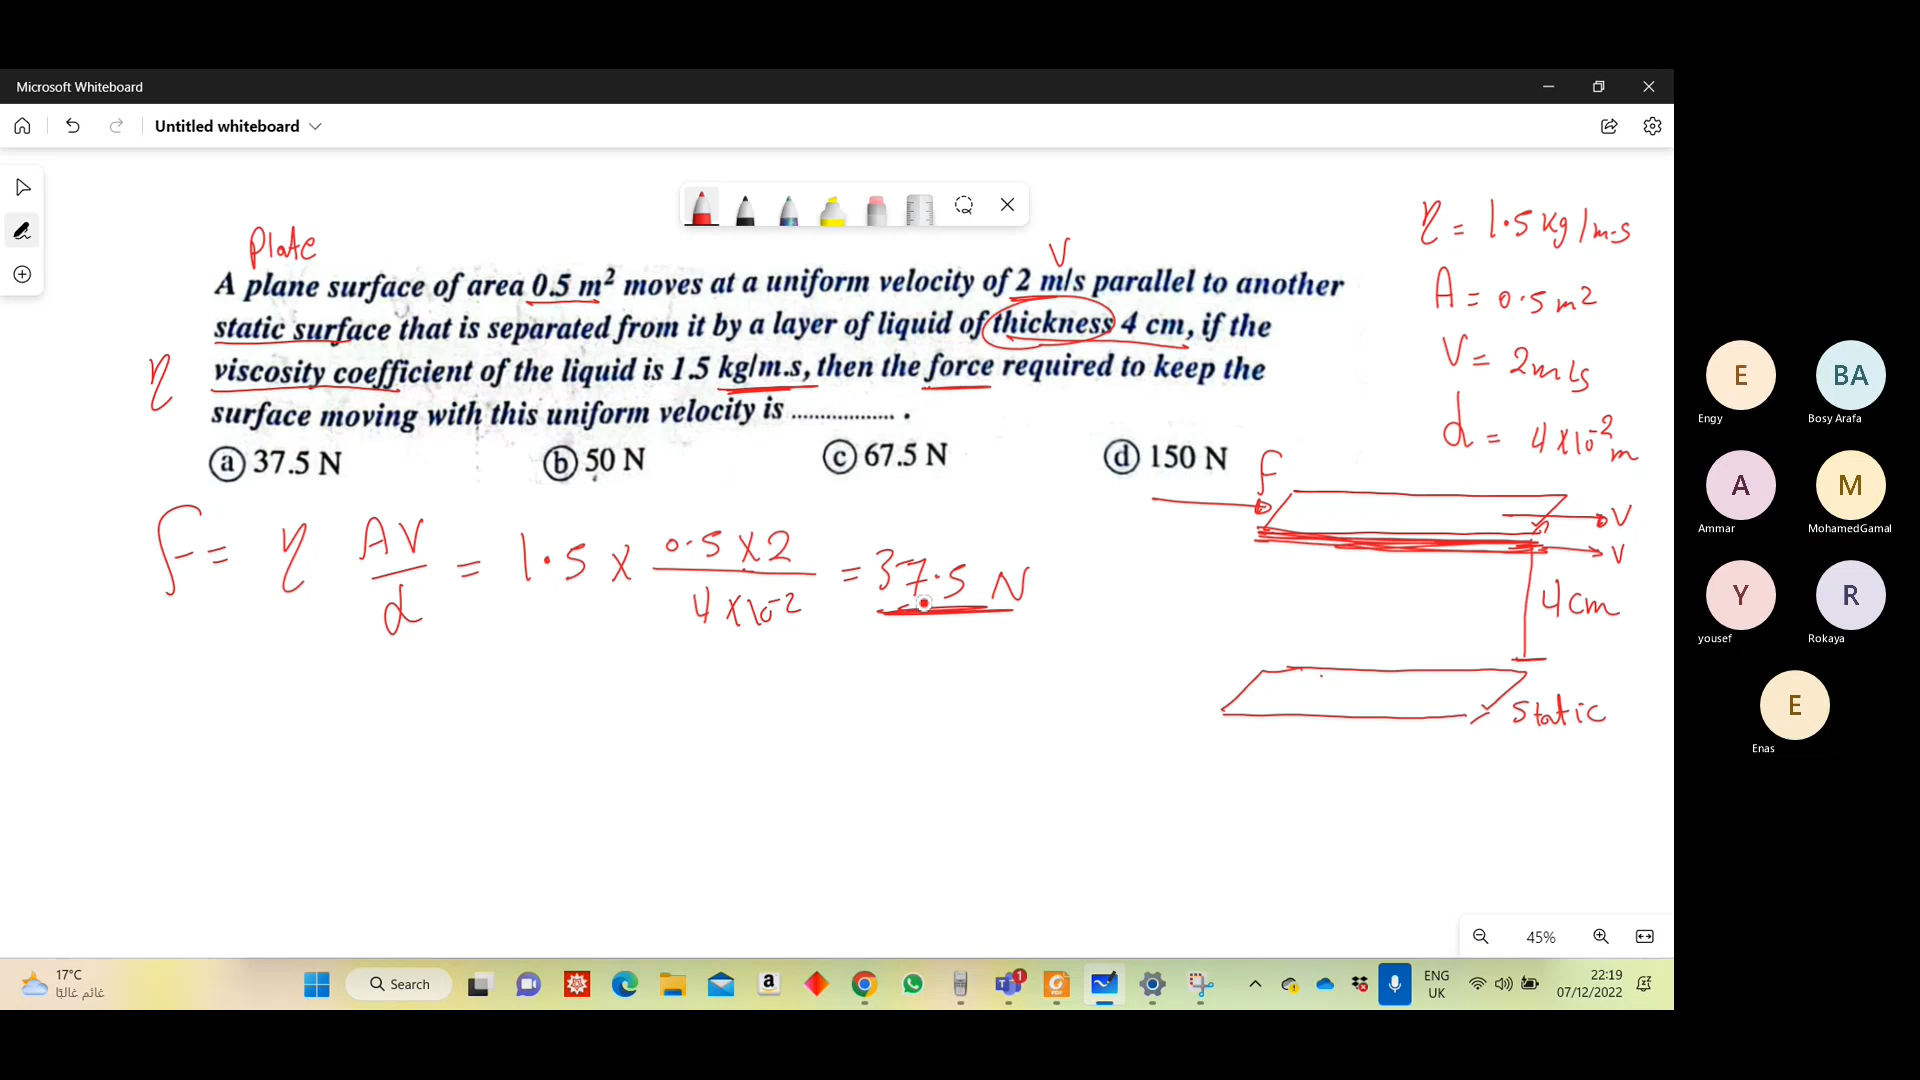 Microsoft Whiteboard
Untitled whiteboard
Plate
V
A plane surface of area 0.5 m² moves at a uniform velocity of 2 m/s parallel to another
static surface that is separated from it by a layer of liquid of thickness 4 cm, if the
η
viscosity coefficient of the liquid is 1.5 kg/m.s, then the force required to keep the
surface moving with this uniform velocity is .................. .
ⓐ 37.5 N ⓑ 50 N ⓒ 67.5 N ⓓ 150 N
F = η AV/d = 1.5 × 0.5 × 2 / 4 × 10⁻² = 37.5 N
η = 1.5 kg/m.s
A = 0.5 m2
V = 2 m/s
d = 4×10⁻² m
F
V
V
4 cm
static
E
Engy
BA
Bosy Arafa
A
Ammar
M
MohamedGamal
Y
yousef
R
Rokaya
E
Enas
45%
17°C
غائم غالبًا
Search
a
1
ENG
UK
22:19
07/12/2022